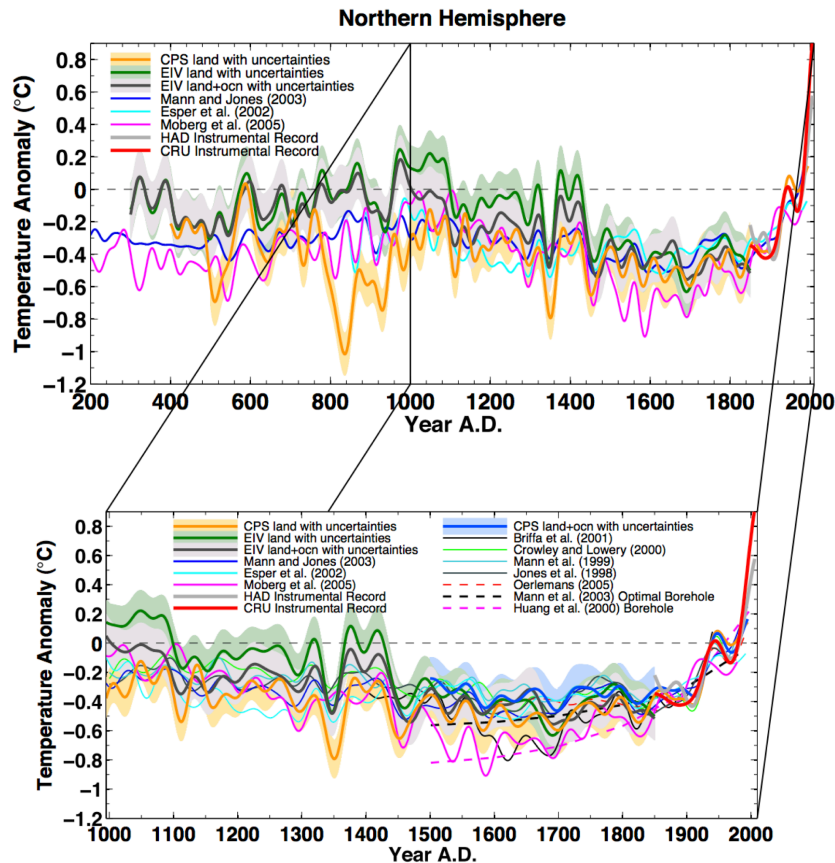 Northern Hemisphere
Temperature Anomaly (°C)
0.8
0.6
0.4
0.2
0
−0.2
−0.4
−0.6
−0.8
−1
−1.2
CPS land with uncertainties
EIV land with uncertainties
EIV land+ocn with uncertainties
Mann and Jones (2003)
Esper et al. (2002)
Moberg et al. (2005)
HAD Instrumental Record
CRU Instrumental Record
200 400 600 800 1000 1200 1400 1600 1800 2000
Year A.D.
Temperature Anomaly (°C)
0.8
0.6
0.4
0.2
0
−0.2
−0.4
−0.6
−0.8
−1
−1.2
CPS land with uncertainties
EIV land with uncertainties
EIV land+ocn with uncertainties
Mann and Jones (2003)
Esper et al. (2002)
Moberg et al. (2005)
HAD Instrumental Record
CRU Instrumental Record
CPS land+ocn with uncertainties
Briffa et al. (2001)
Crowley and Lowery (2000)
Mann et al. (1999)
Jones et al. (1998)
Oerlemans (2005)
Mann et al. (2003) Optimal Borehole
Huang et al. (2000) Borehole
1000 1100 1200 1300 1400 1500 1600 1700 1800 1900 2000
Year A.D.